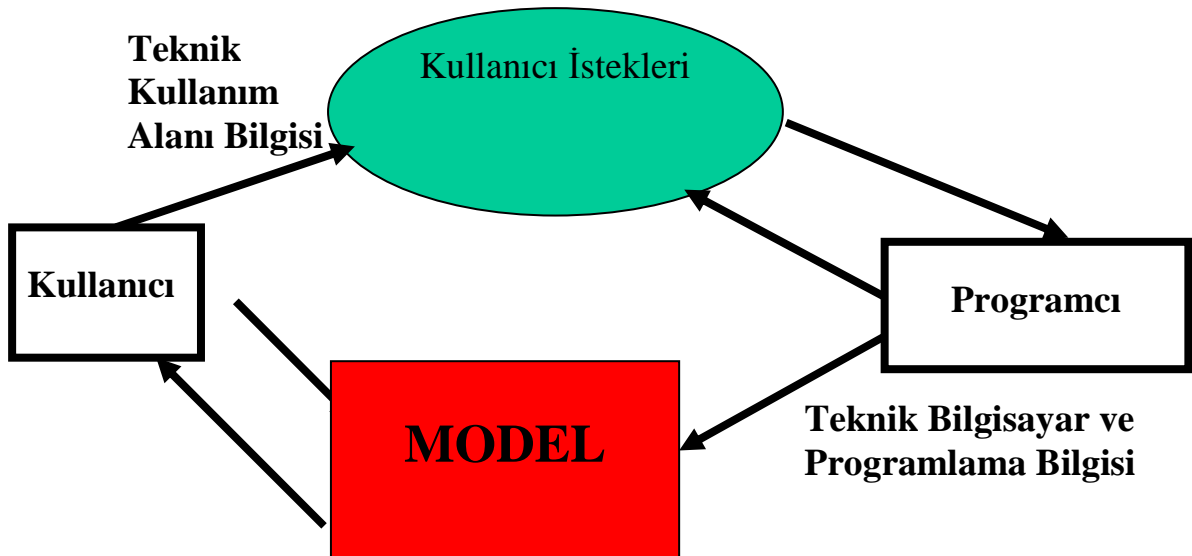 Teknik
Kullanım
Alanı Bilgisi
Kullanıcı İstekleri
Kullanıcı
Programcı
MODEL
Teknik Bilgisayar ve
Programlama Bilgisi